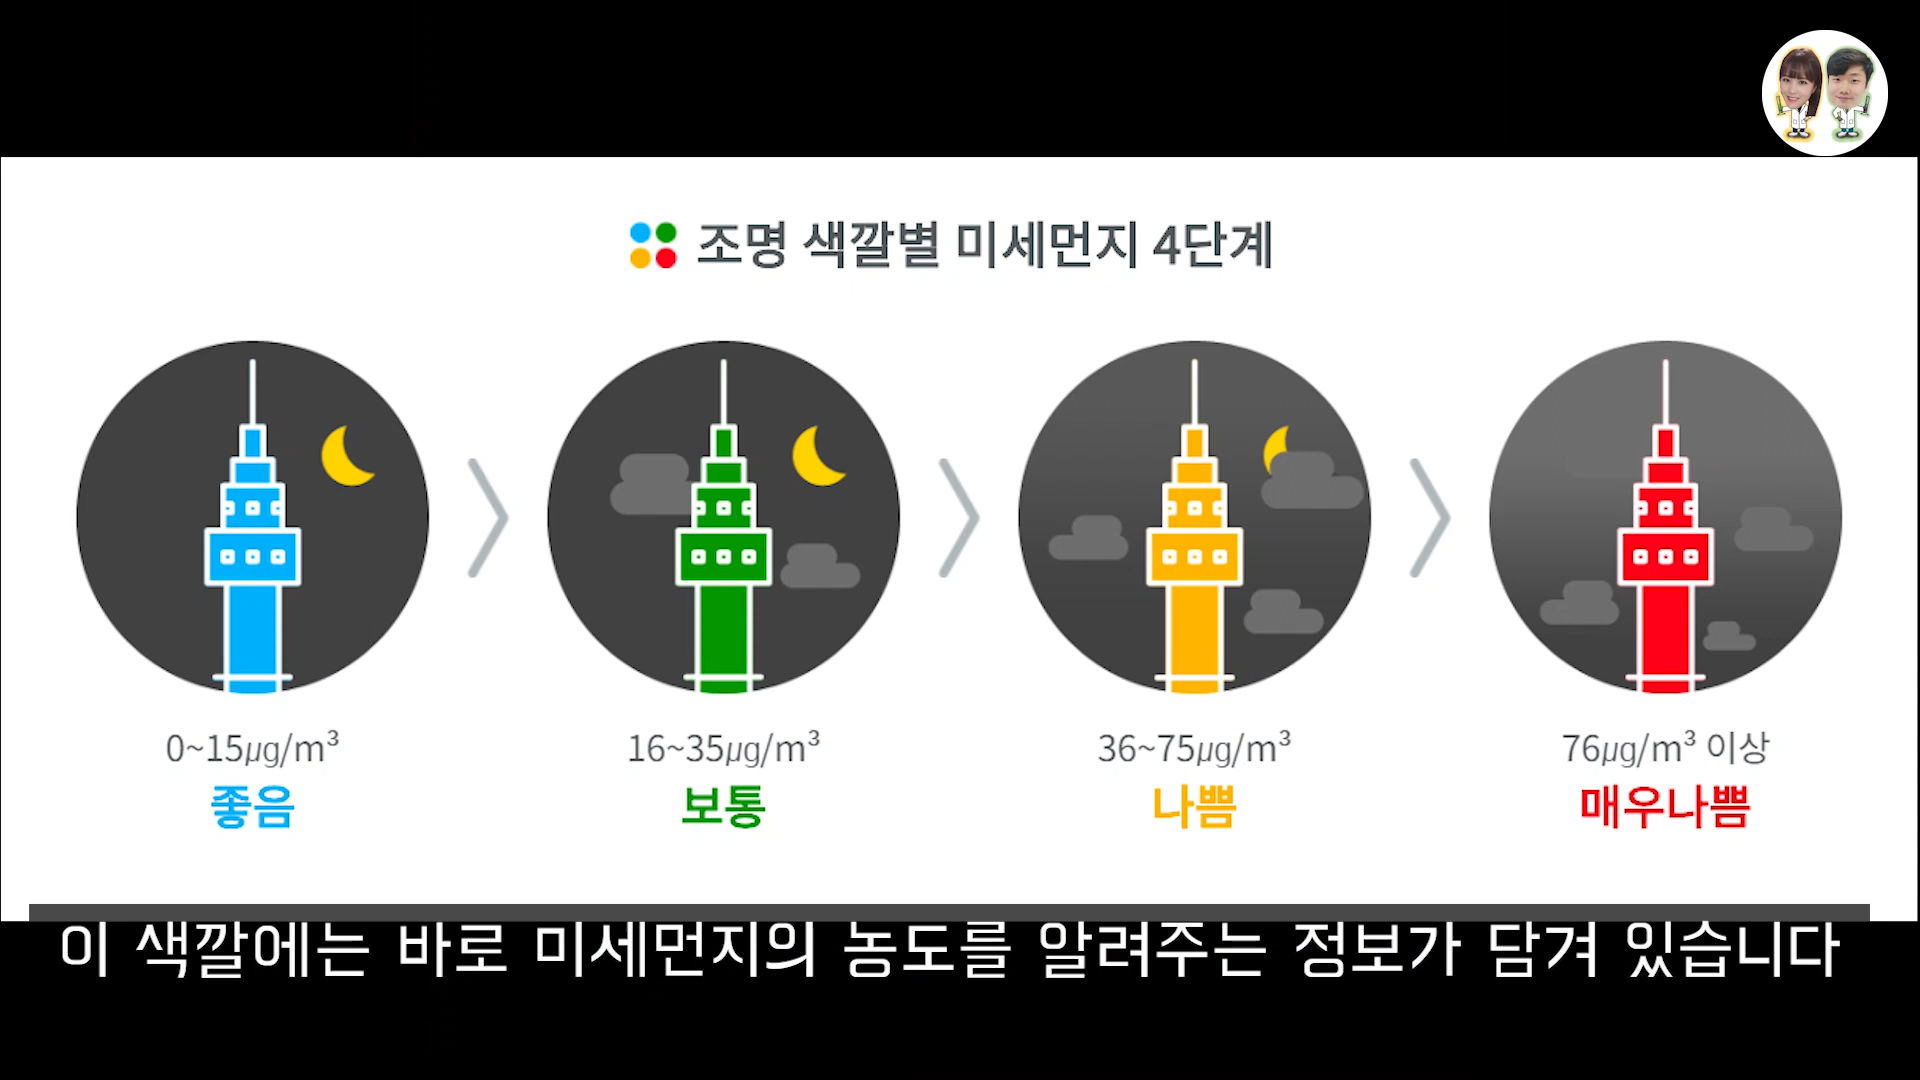 조명 색깔별 미세먼지 4단계
0~15㎍/m³
좋음
16~35㎍/m³
보통
36~75㎍/m³
나쁨
76㎍/m³ 이상
매우나쁨
이 색깔에는 바로 미세먼지의 농도를 알려주는 정보가 담겨 있습니다